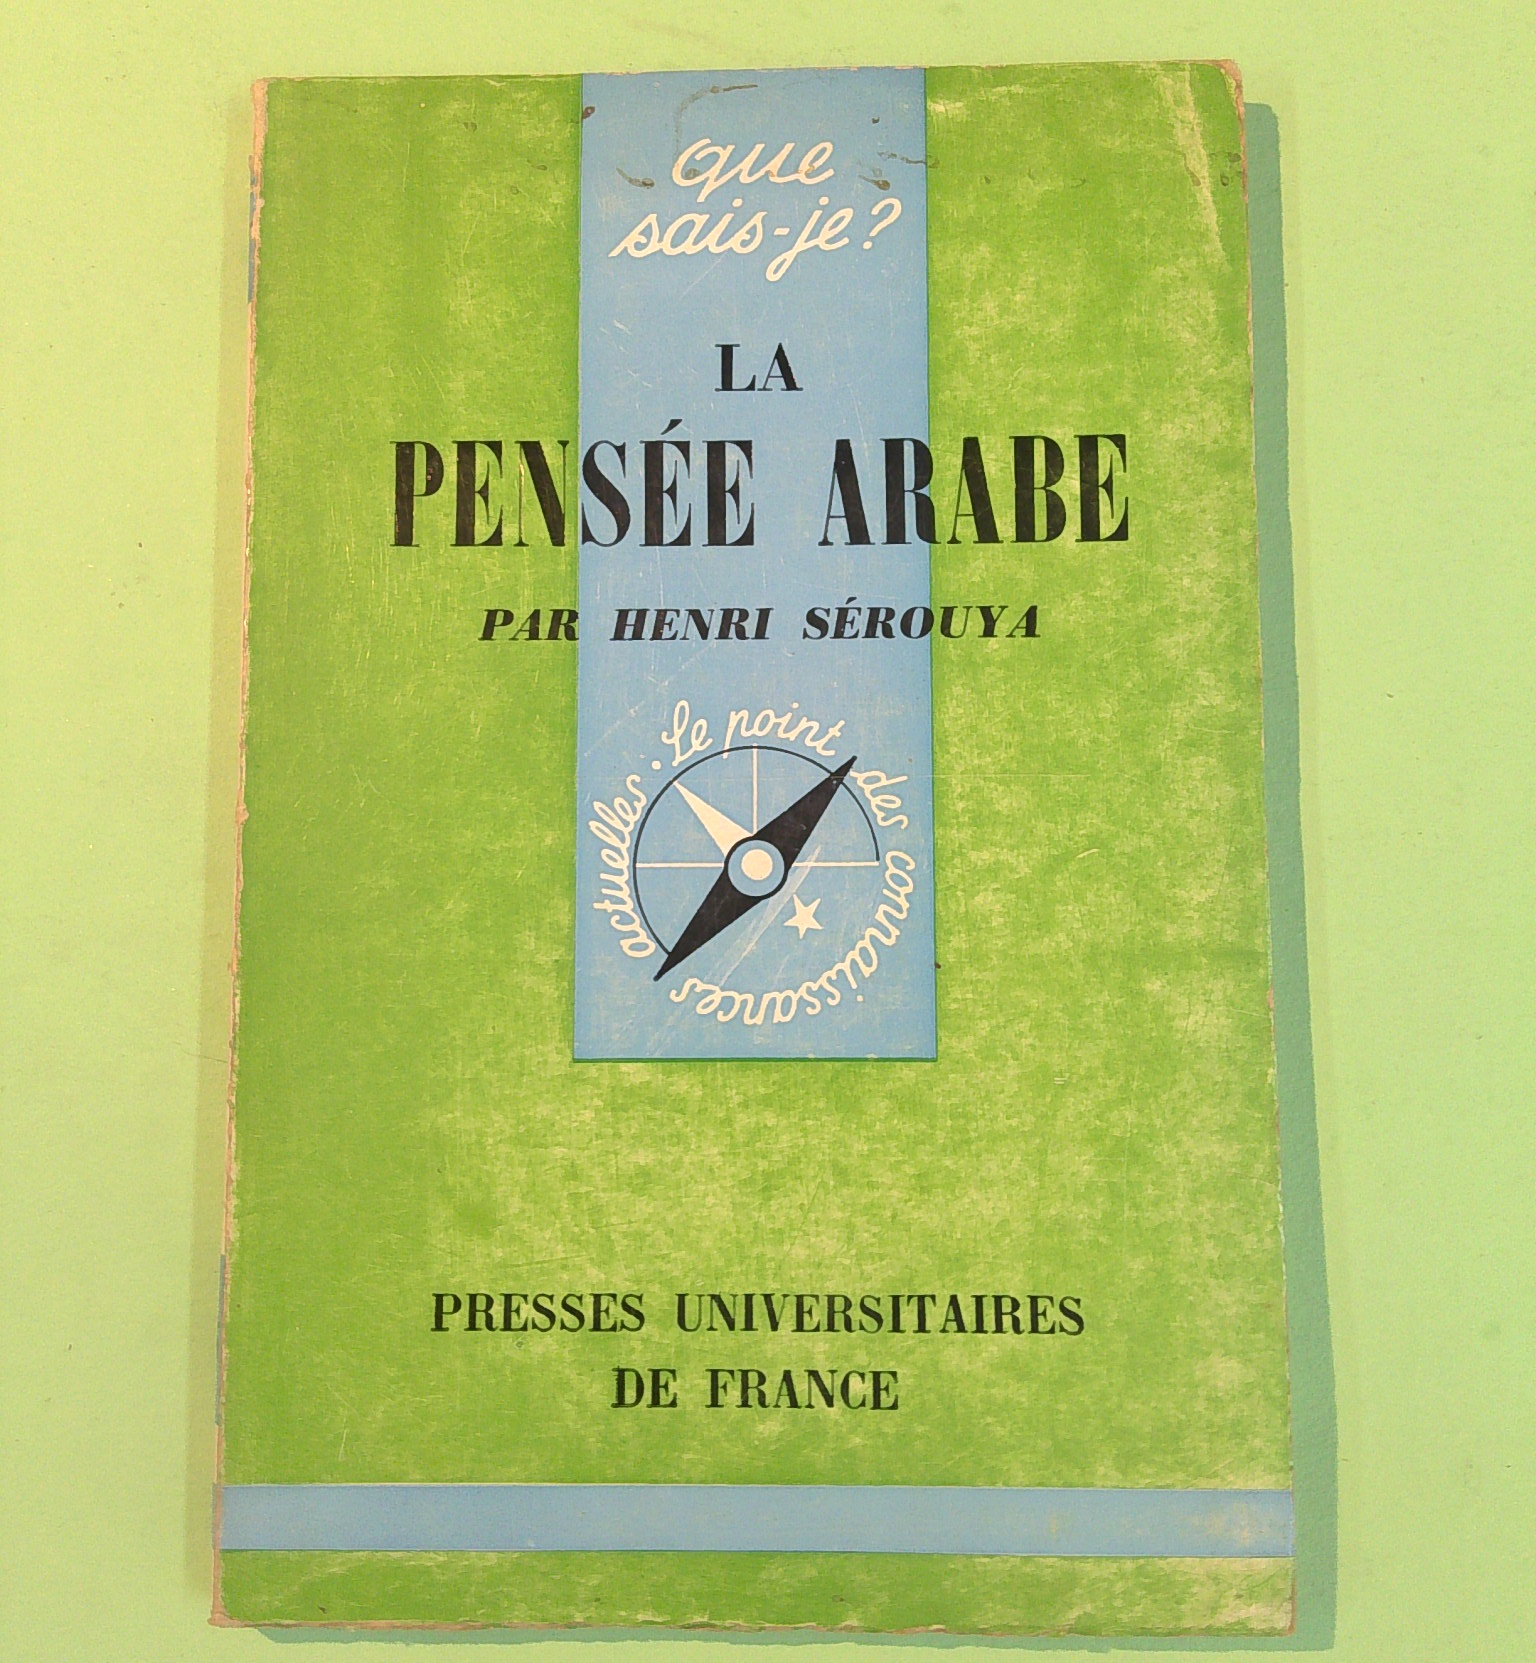 que
sais-je?
LA
PENSÉE ARABE
PAR HENRI SÉROUYA
Le point des connaissances actuelles.
PRESSES UNIVERSITAIRES
DE FRANCE